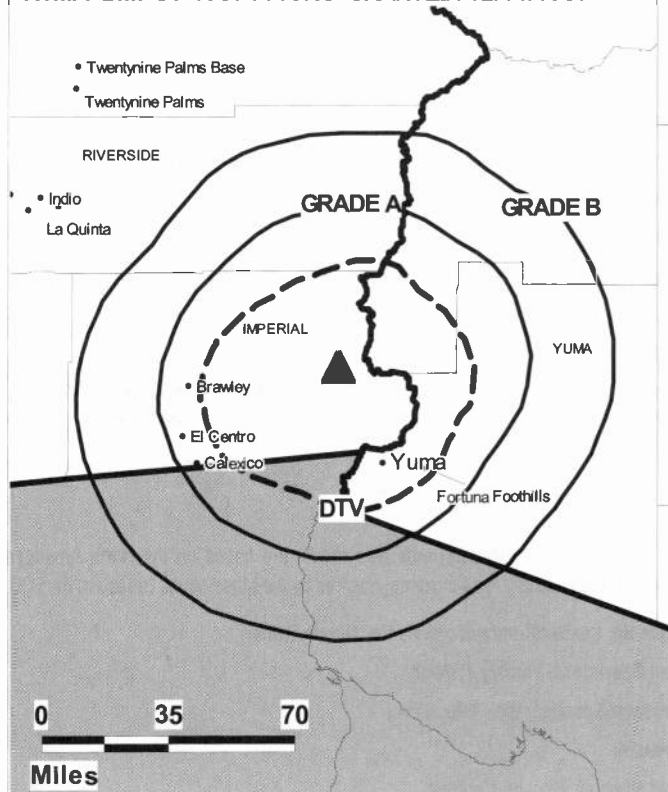 Twentynine Palms Base
Twentynine Palms
RIVERSIDE
Indio
La Quinta
GRADE A
GRADE B
IMPERIAL
YUMA
Brawley
El Centro
Calexico
Yuma
Fortuna Foothills
DTV
0 35 70
Miles